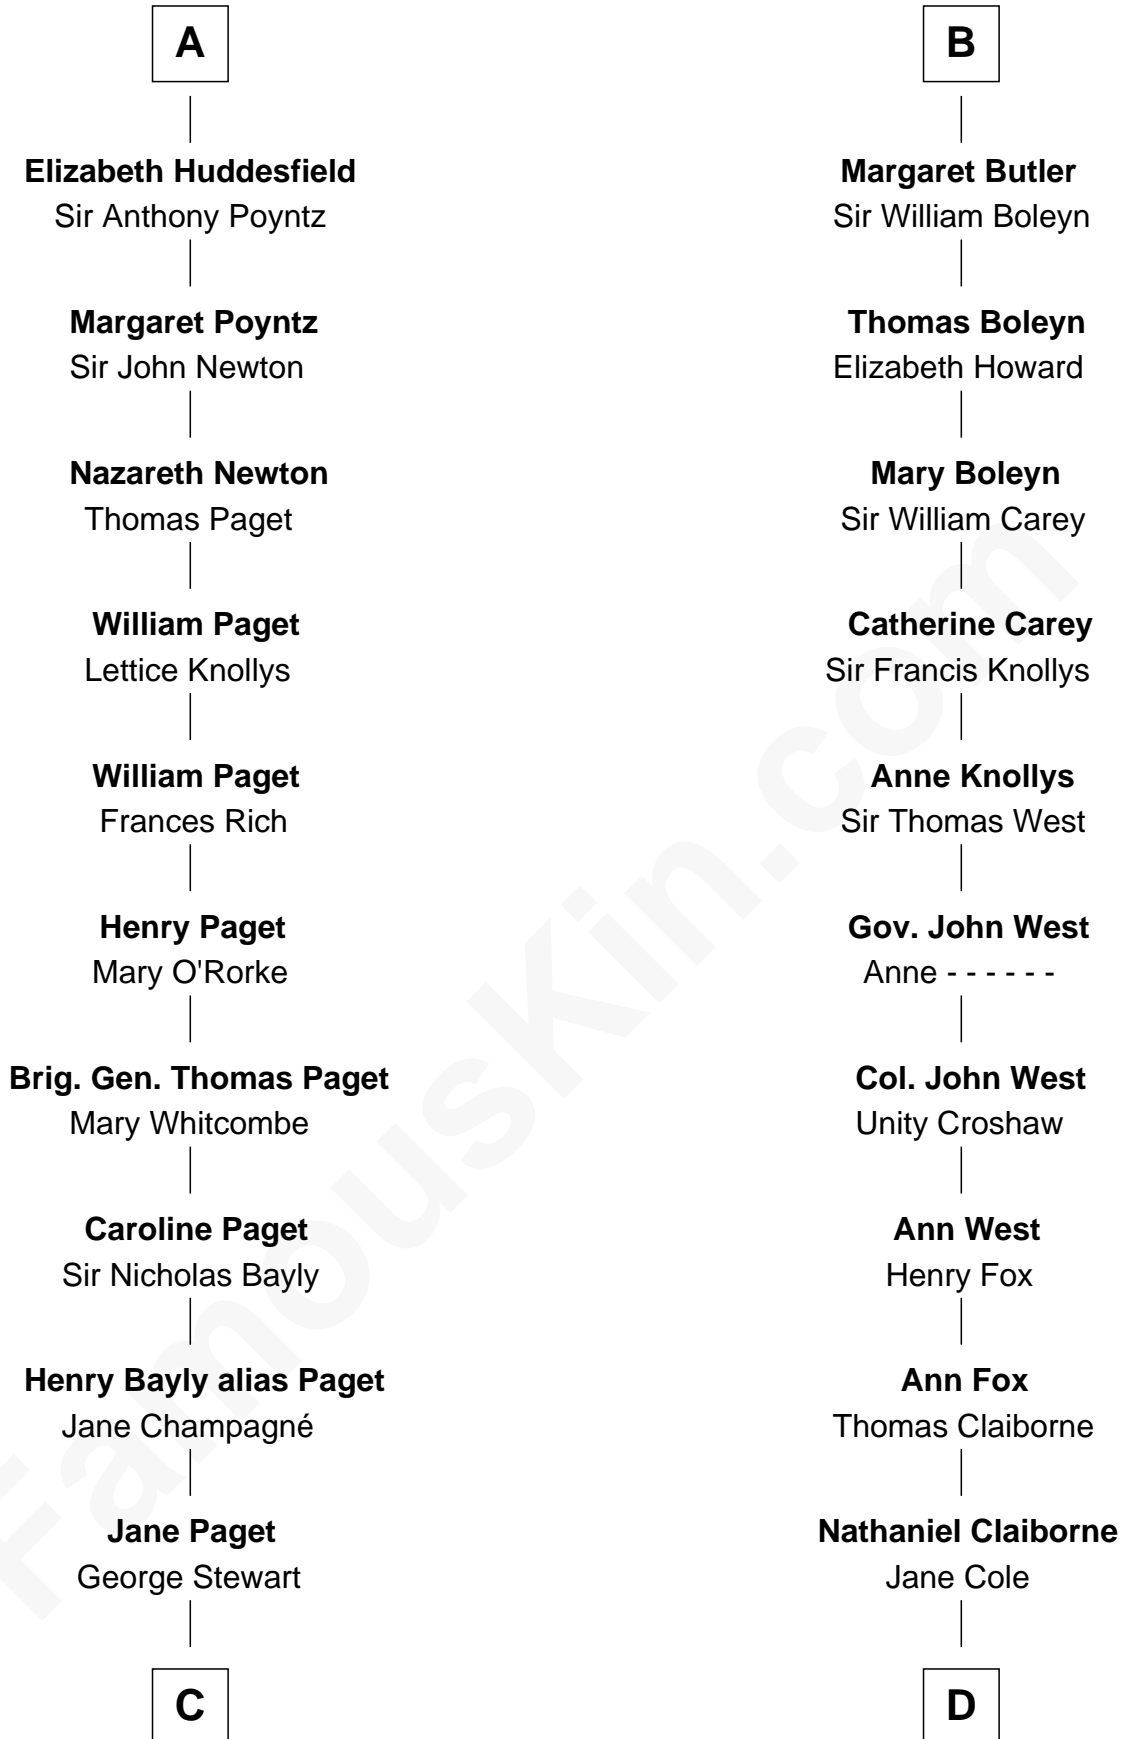 A
Elizabeth Huddesfield
Sir Anthony Poyntz
Margaret Poyntz
Sir John Newton
Nazareth Newton
Thomas Paget
William Paget
Lettice Knollys
William Paget
Frances Rich
Henry Paget
Mary O'Rorke
Brig. Gen. Thomas Paget
Mary Whitcombe
Caroline Paget
Sir Nicholas Bayly
Henry Bayly alias Paget
Jane Champagné
Jane Paget
George Stewart
C
B
Margaret Butler
Sir William Boleyn
Thomas Boleyn
Elizabeth Howard
Mary Boleyn
Sir William Carey
Catherine Carey
Sir Francis Knollys
Anne Knollys
Sir Thomas West
Gov. John West
Anne - - - - - -
Col. John West
Unity Croshaw
Ann West
Henry Fox
Ann Fox
Thomas Claiborne
Nathaniel Claiborne
Jane Cole
D
FamousKin.com